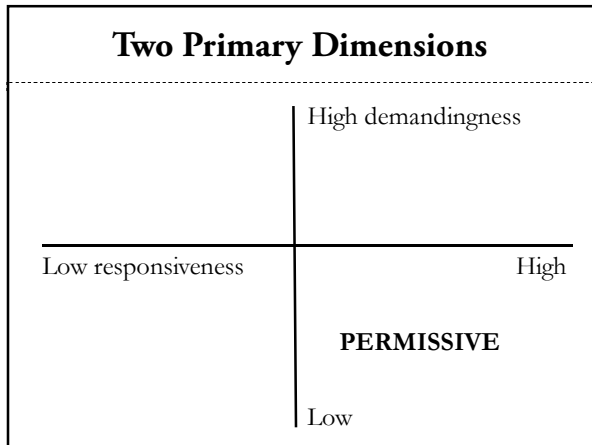 Two Primary Dimensions
High demandingness
Low responsiveness High
PERMISSIVE
Low